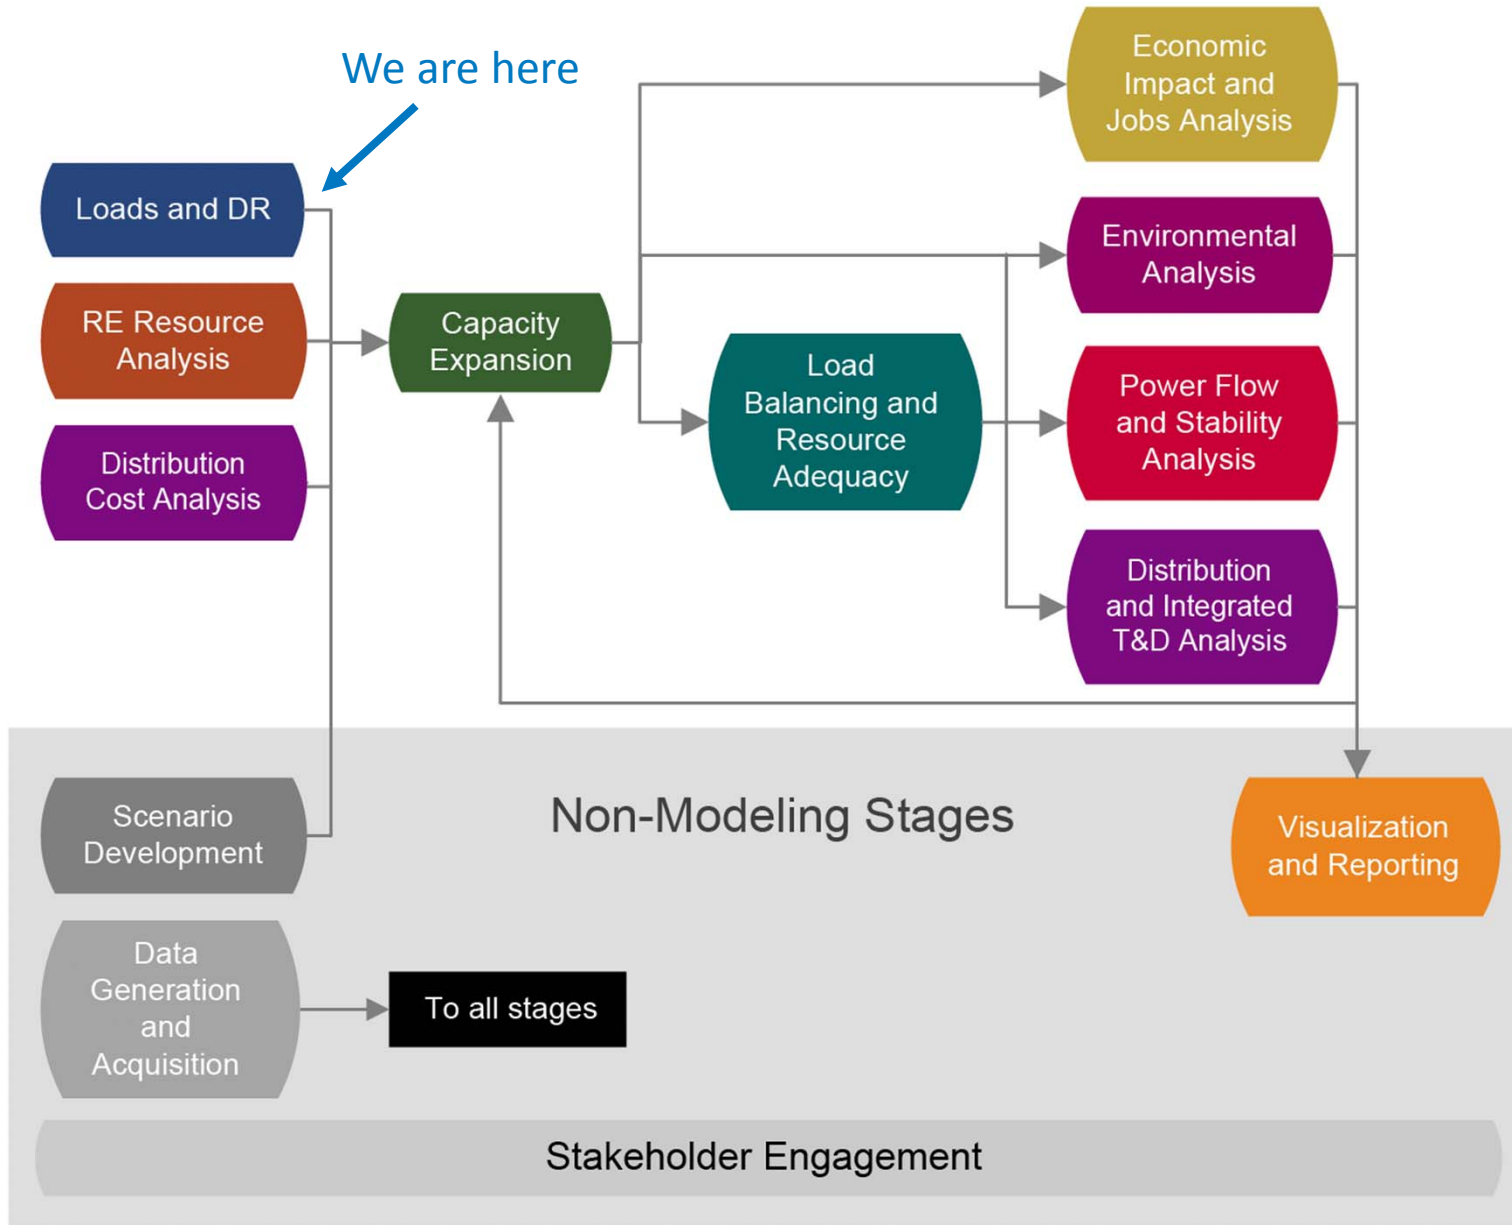 We are here
Loads and DR
RE Resource
Analysis
Distribution
Cost Analysis
Capacity
Expansion
Load
Balancing and
Resource
Adequacy
Economic
Impact and
Jobs Analysis
Environmental
Analysis
Power Flow
and Stability
Analysis
Distribution
and Integrated
T&D Analysis
Non-Modeling Stages
Scenario
Development
Visualization
and Reporting
Data
Generation
and
Acquisition
To all stages
Stakeholder Engagement